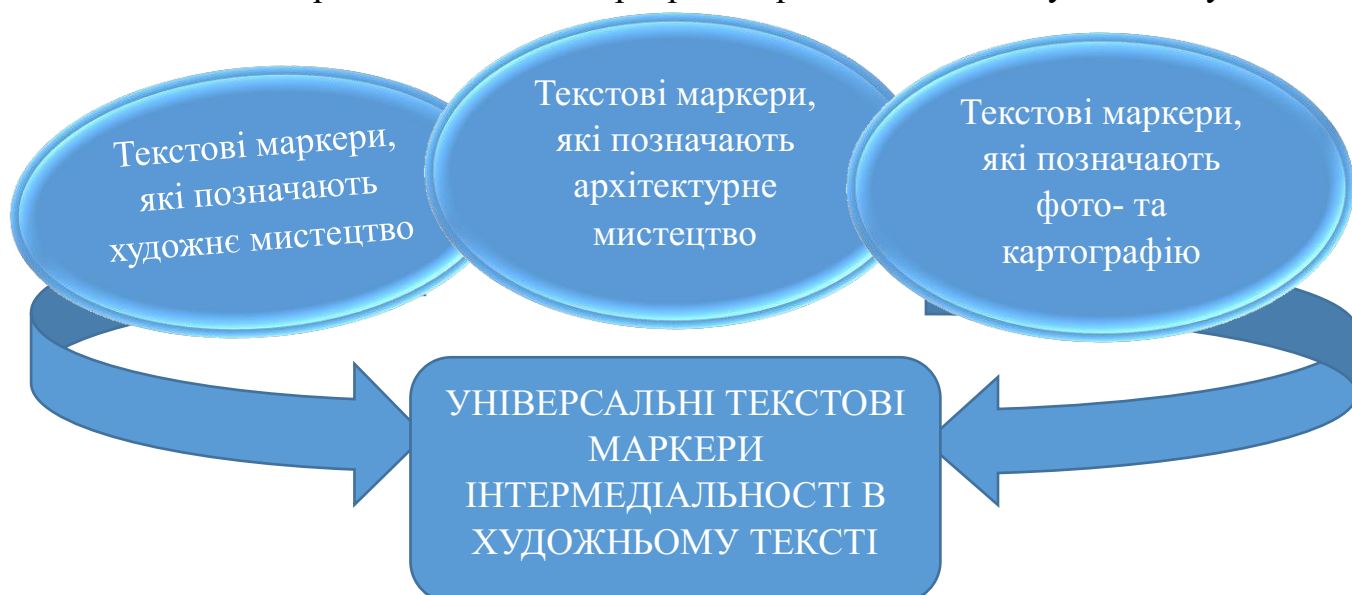 Текстові маркери,
які позначають
художнє мистецтво
Текстові маркери,
які позначають
архітектурне
мистецтво
Текстові маркери,
які позначають
фото- та
картографію
УНІВЕРСАЛЬНІ ТЕКСТОВІ
МАРКЕРИ
ІНТЕРМЕДІАЛЬНОСТІ В
ХУДОЖНЬОМУ ТЕКСТІ